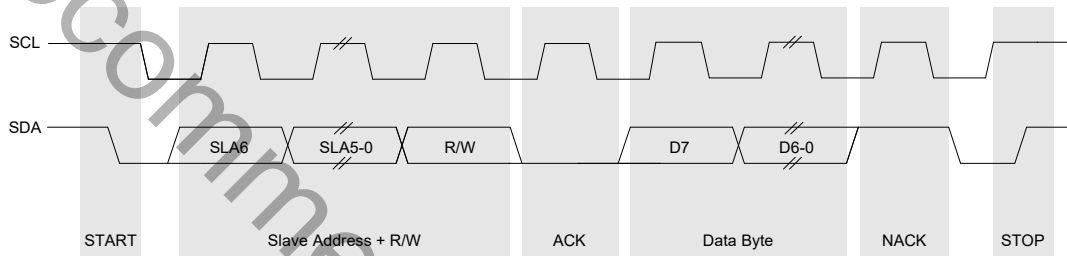 SCL
SDA
SLA6 SLA5-0 R/W D7 D6-0
START Slave Address + R/W ACK Data Byte NACK STOP